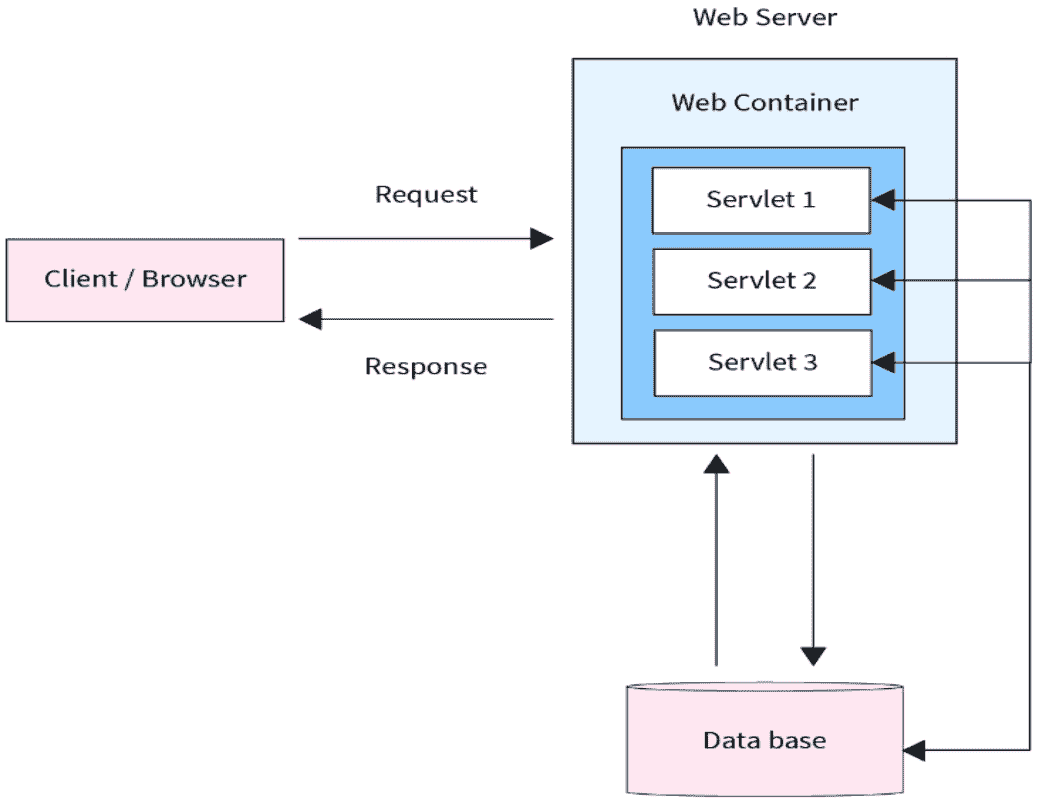 Web Server
Web Container
Servlet 1
Request
Servlet 2
Client / Browser
Servlet 3
Response
Data base